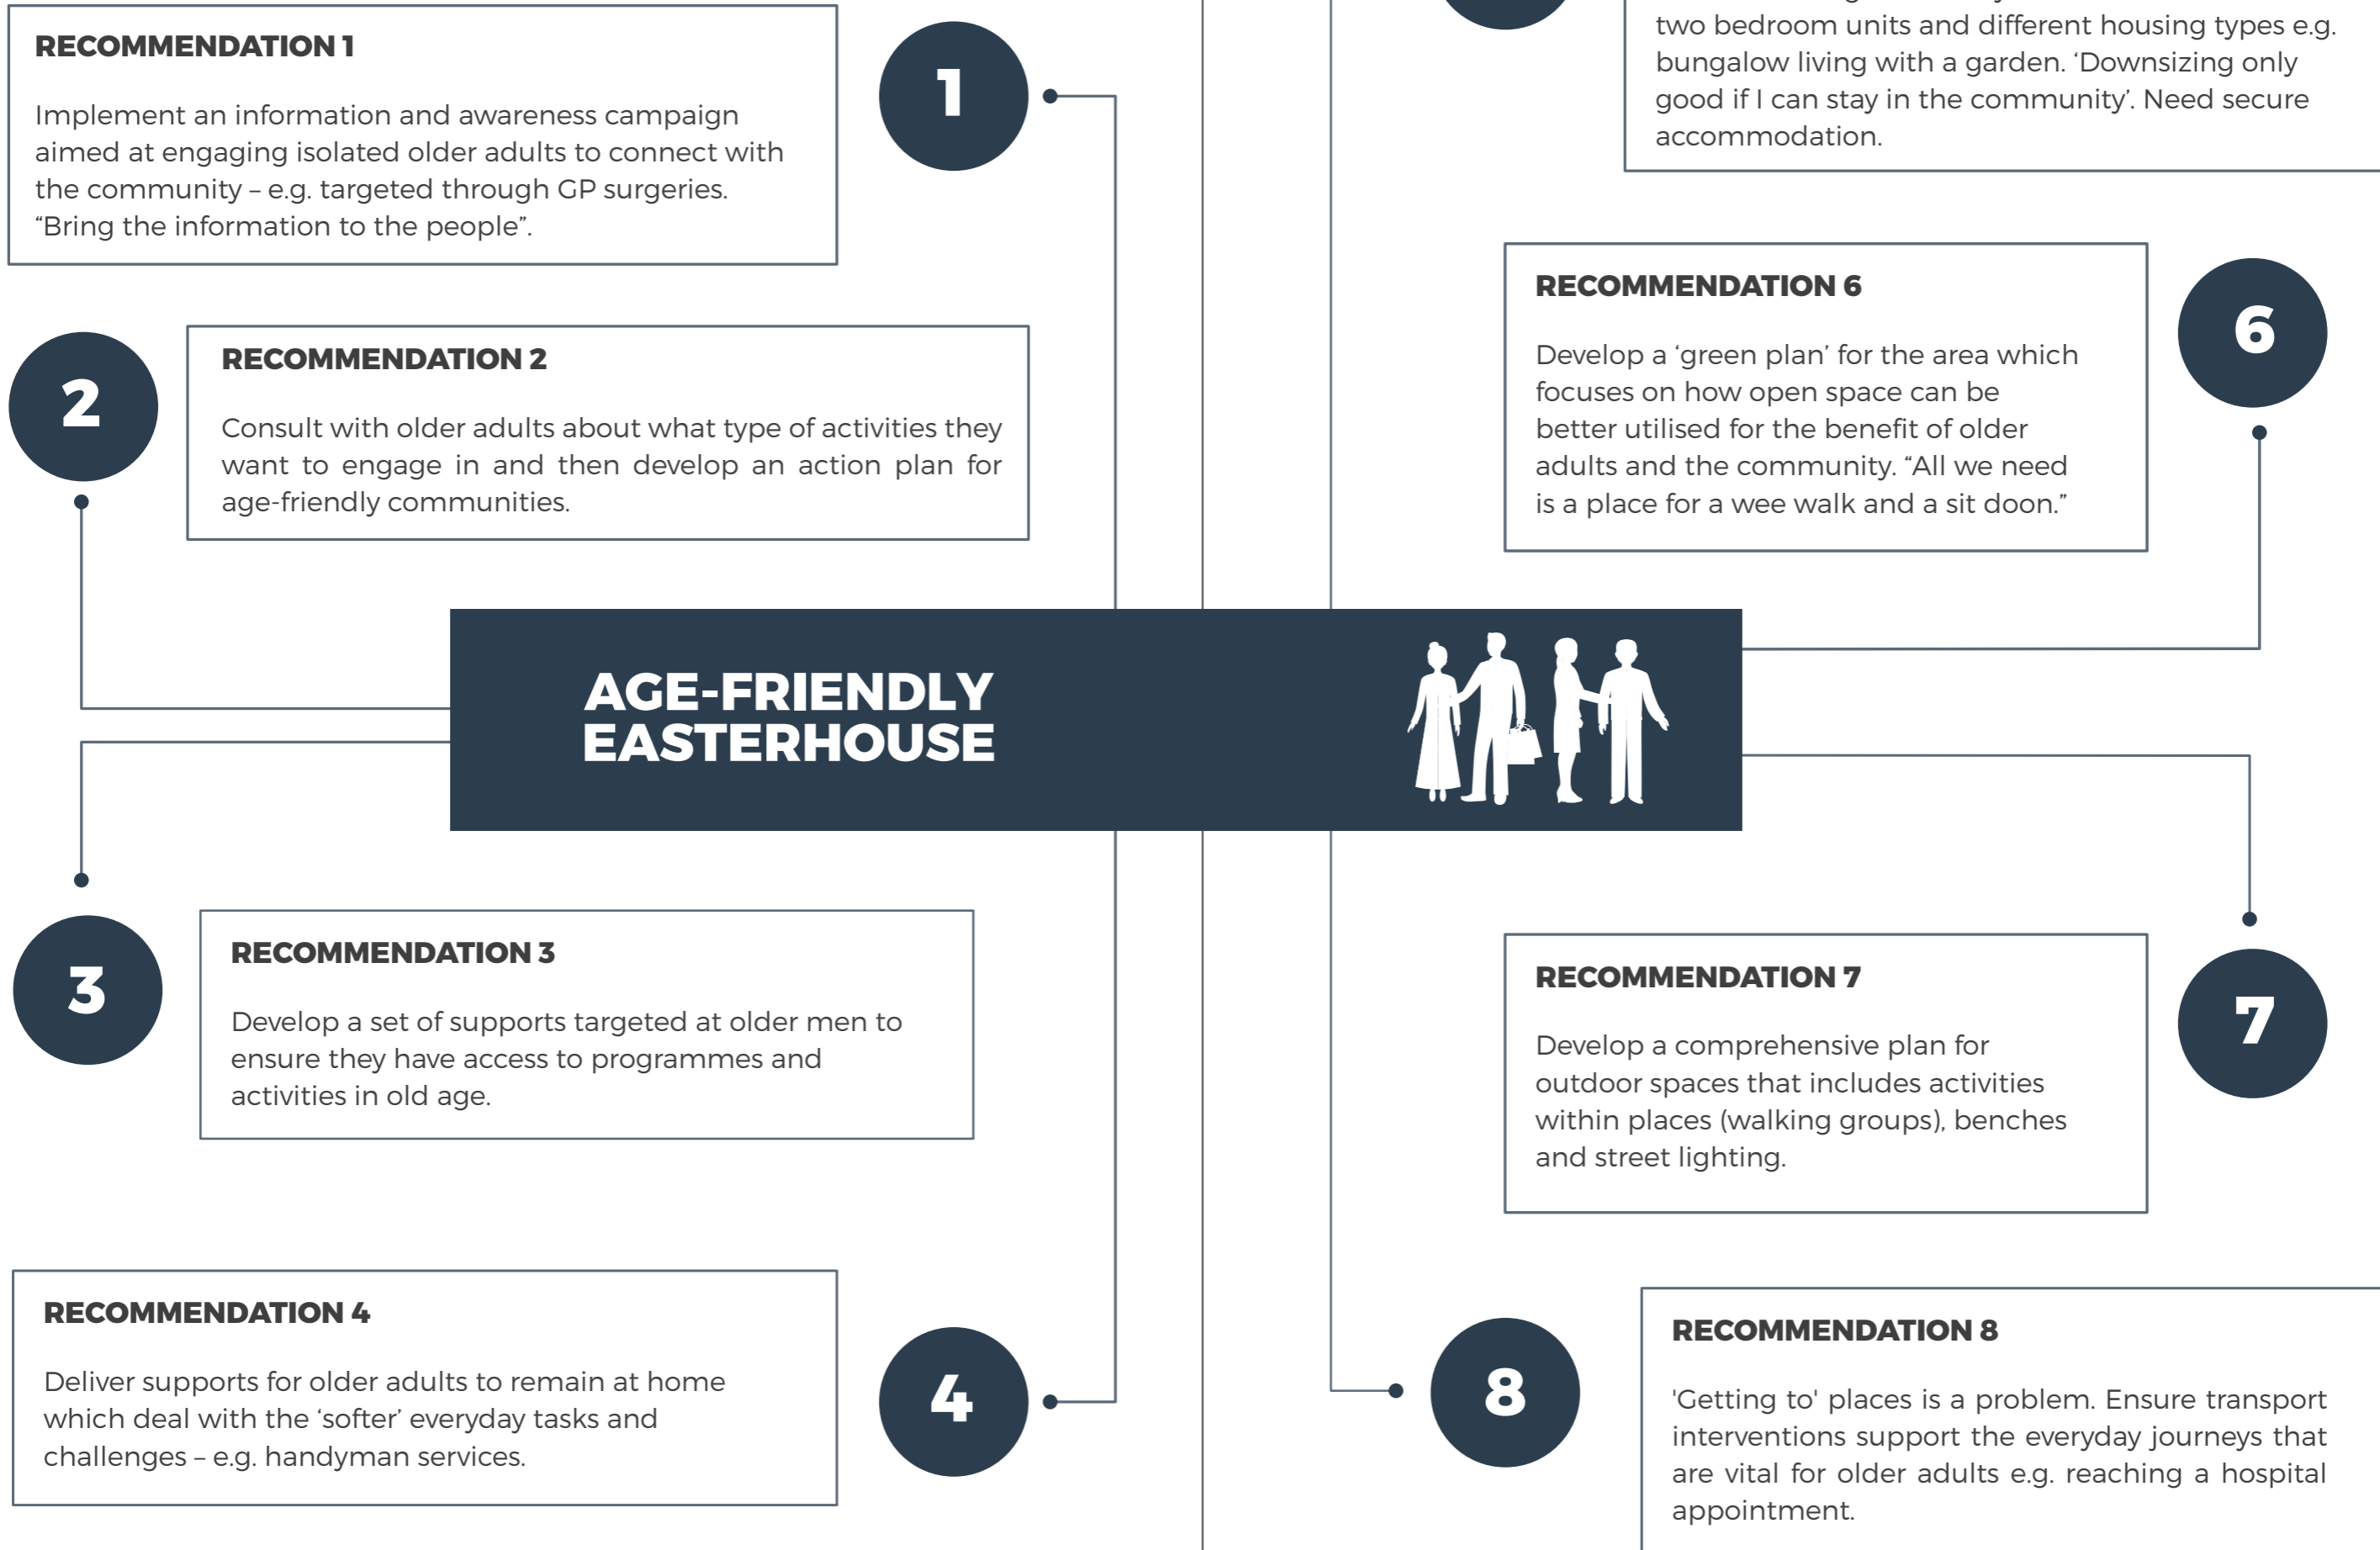 RECOMMENDATION 1
Implement an information and awareness campaign
aimed at engaging isolated older adults to connect with
the community – e.g. targeted through GP surgeries.
“Bring the information to the people”.
1
2
RECOMMENDATION 2
Consult with older adults about what type of activities they
want to engage in and then develop an action plan for
age-friendly communities.
two bedroom units and different housing types e.g.
bungalow living with a garden. ‘Downsizing only
good if I can stay in the community’. Need secure
accommodation.
RECOMMENDATION 6
Develop a ‘green plan’ for the area which
focuses on how open space can be
better utilised for the benefit of older
adults and the community. “All we need
is a place for a wee walk and a sit doon.”
6
AGE-FRIENDLY
EASTERHOUSE
3
RECOMMENDATION 3
Develop a set of supports targeted at older men to
ensure they have access to programmes and
activities in old age.
RECOMMENDATION 4
Deliver supports for older adults to remain at home
which deal with the ‘softer’ everyday tasks and
challenges – e.g. handyman services.
4
RECOMMENDATION 7
Develop a comprehensive plan for
outdoor spaces that includes activities
within places (walking groups), benches
and street lighting.
7
8
RECOMMENDATION 8
'Getting to' places is a problem. Ensure transport
interventions support the everyday journeys that
are vital for older adults e.g. reaching a hospital
appointment.